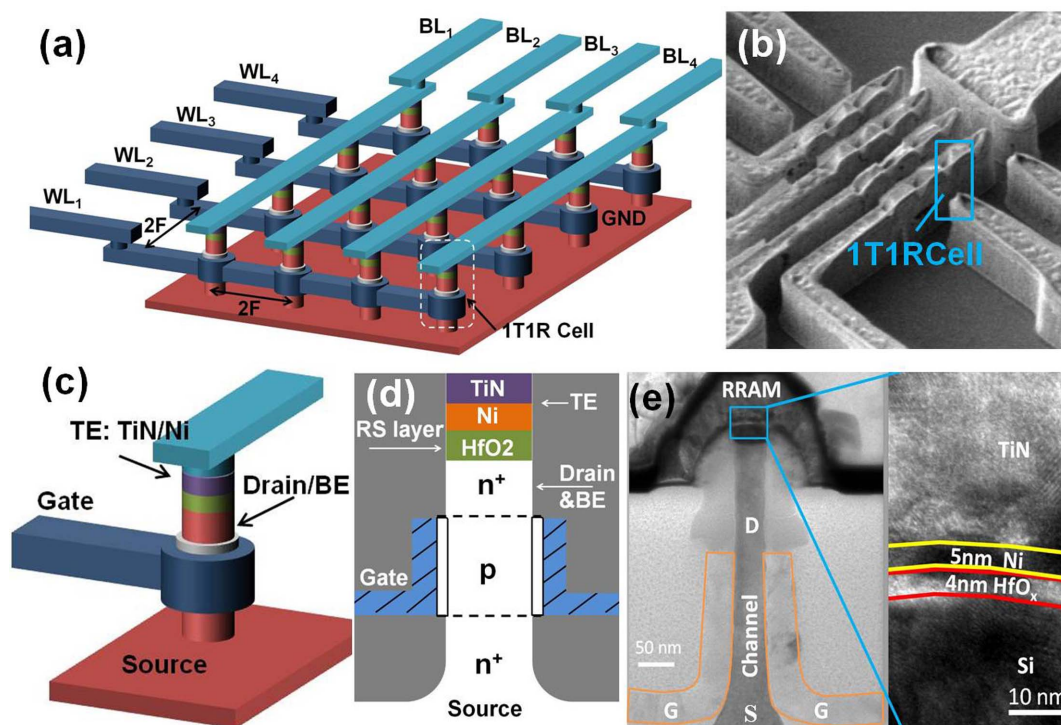 (a)
BL1
BL2
BL3
BL4
WL4
WL3
WL2
WL1
2F
2F
GND
1T1R Cell
(b)
1T1RCell
(c)
TE: TiN/Ni
Drain/BE
Gate
Source
(d)
TiN
Ni
HfO2
TE
RS layer
n+
Drain
&BE
p
Gate
n+
Source
(e)
RRAM
D
Channel
50 nm
G
S
G
TiN
5nm Ni
4nm HfOx
Si
10 nm